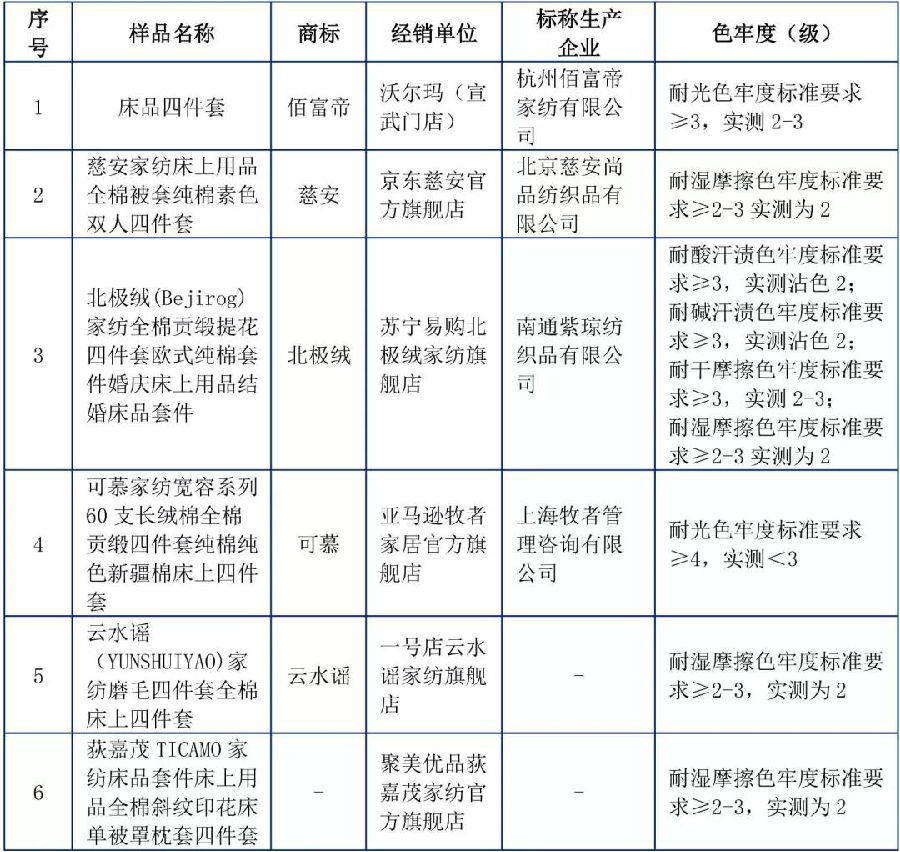 序号 样品名称 商标 经销单位 标称生产企业 色牢度（级）
1
床品四件套
佰富帝
沃尔玛（宣
武门店）
杭州佰富帝
家纺有限公
司
耐光色牢度标准要求
≥3，实测 2-3
2
慈安家纺床上用品
全棉被套纯棉素色
双人四件套
慈安
京东慈安官
方旗舰店
北京慈安尚
品纺织品有
限公司
耐湿摩擦色牢度标准要
求≥2-3 实测为 2
3
北极绒(Bejirog)
家纺全棉贡缎提花
四件套欧式纯棉套
件婚庆床上用品结
婚床品套件
北极绒
苏宁易购北
极绒家纺旗
舰店
南通紫琼纺
织品有限公
司
耐酸汗渍色牢度标准要
求≥3，实测沾色 2；
耐碱汗渍色牢度标准要
求≥3，实测沾色 2；
耐干摩擦色牢度标准要
求≥3，实测 2-3；
耐湿摩擦色牢度标准要
求≥2-3 实测为 2
4
可慕家纺宽容系列
60 支长绒棉全棉
贡缎四件套纯棉纯
色新疆棉床上四件
套
可慕
亚马逊牧者
家居官方旗
舰店
上海牧者管
理咨询有限
公司
耐光色牢度标准要求
≥4，实测＜3
5
云水谣
（YUNSHUIYAO)家
纺磨毛四件套全棉
床上四件套
云水谣
一号店云水
谣家纺旗舰
店
-
耐湿摩擦色牢度标准要
求≥2-3，实测为 2
6
荻嘉茂 TICAMO 家
纺床品套件床上用
品全棉斜纹印花床
单被罩枕套四件套
-
聚美优品荻
嘉茂家纺官
方旗舰店
-
耐湿摩擦色牢度标准要
求≥2-3，实测为 2